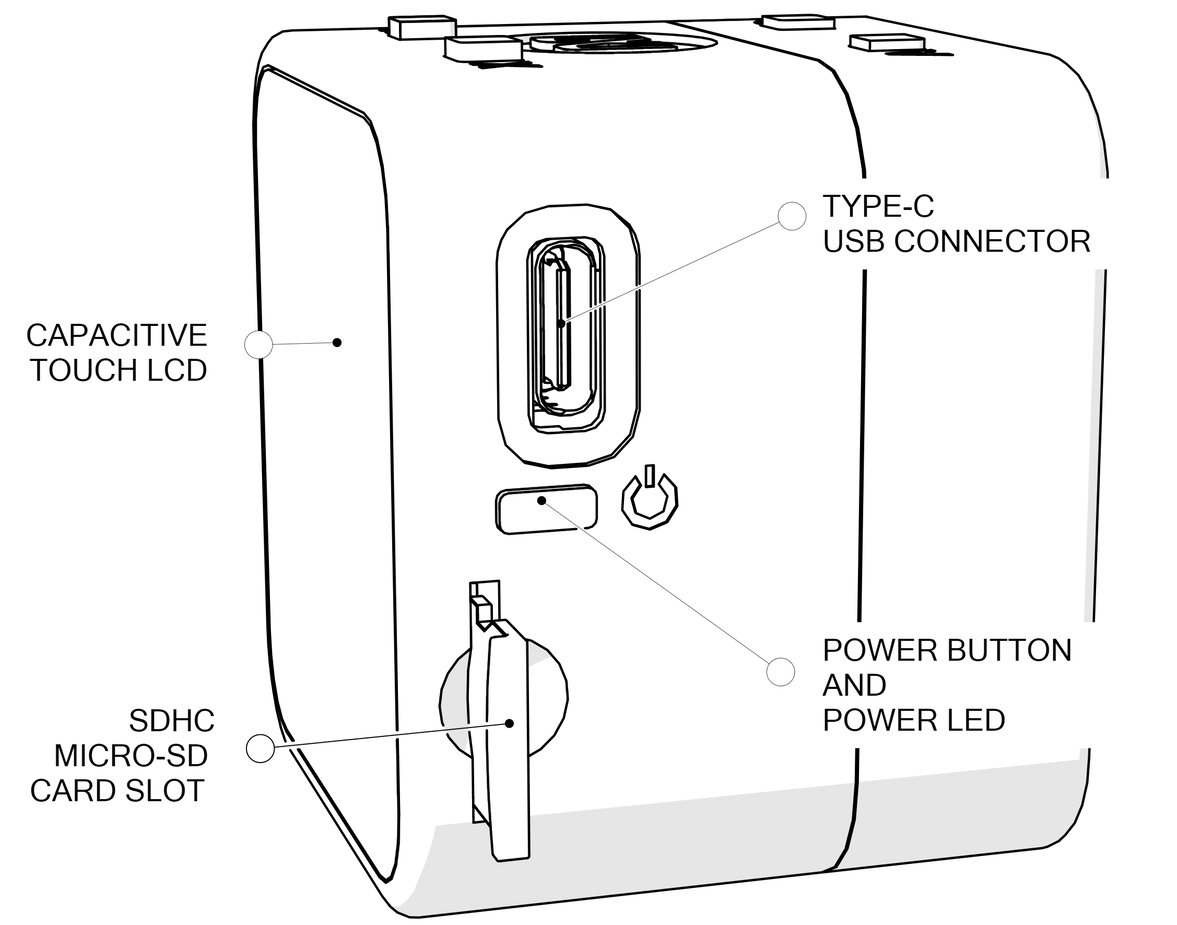 TYPE-C
USB CONNECTOR
CAPACITIVE
TOUCH LCD
POWER BUTTON
AND
POWER LED
SDHC
MICRO-SD
CARD SLOT